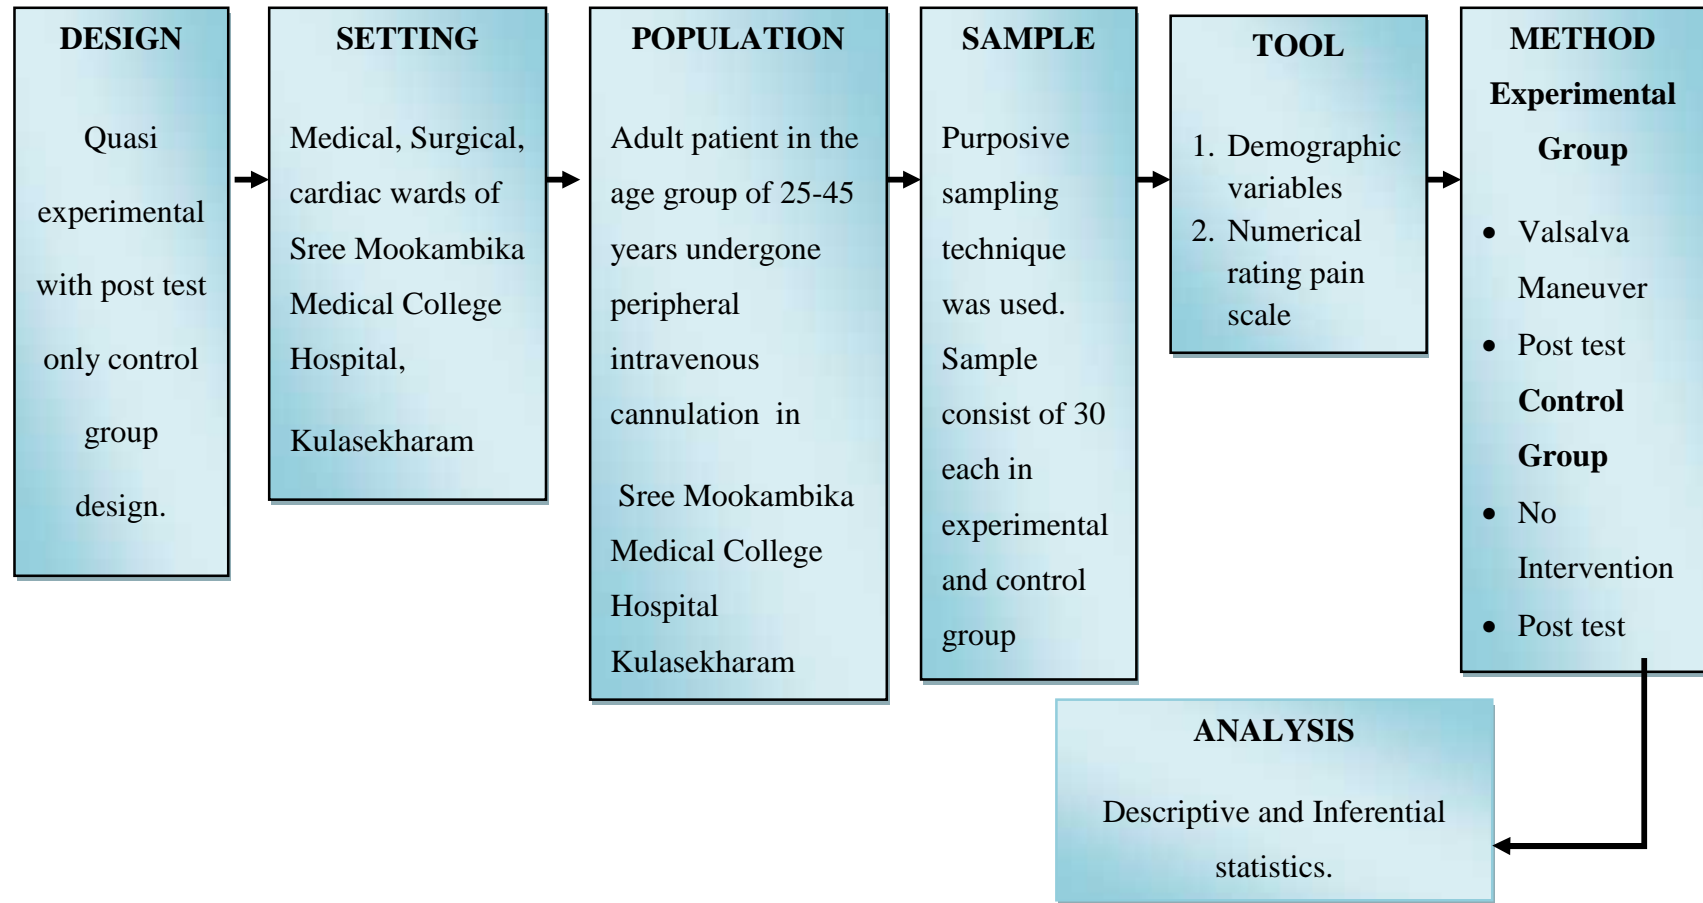 DESIGN
Quasi
experimental
with post test
only control
group
design.
SETTING
Medical, Surgical,
cardiac wards of
Sree Mookambika
Medical College
Hospital,
Kulasekharam
POPULATION
Adult patient in the
age group of 25-45
years undergone
peripheral
intravenous
cannulation in
Sree Mookambika
Medical College
Hospital
Kulasekharam
SAMPLE
Purposive
sampling
technique
was used.
Sample
consist of 30
each in
experimental
and control
group
TOOL
1. Demographic
variables
2. Numerical
rating pain
scale
METHOD
Experimental
Group
• Valsalva
Maneuver
• Post test
Control
Group
• No
Intervention
• Post test
ANALYSIS
Descriptive and Inferential
statistics.